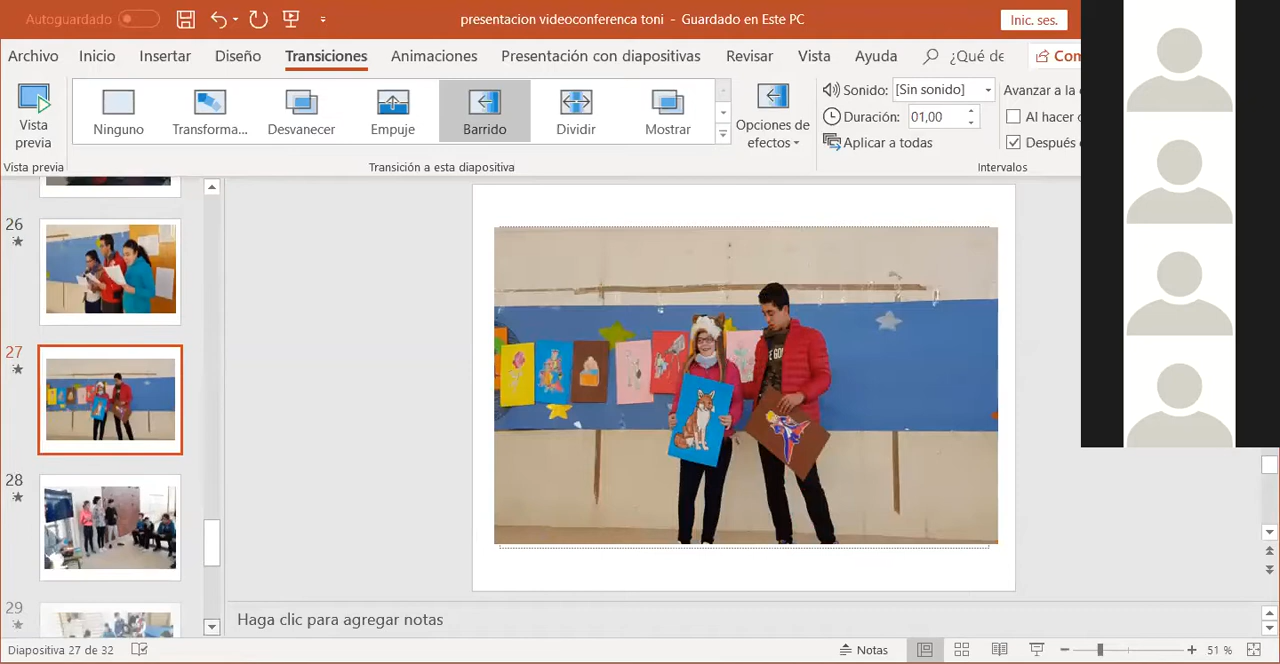 Autoguardado
presentacion videoconferenca toni - Guardado en Este PC
Inic. ses.
Archivo Inicio Insertar Diseño Transiciones Animaciones Presentación con diapositivas Revisar Vista Ayuda ¿Qué de Com
Vista previa
Ninguno Transforma... Desvanecer Empuje Barrido Dividir Mostrar
Opciones de efectos
Sonido: [Sin sonido]
Duración: 01,00
Aplicar a todas
Avanzar a la
Al hacer c
Después
Vista previa Transición a esta diapositiva Intervalos
26
27
28
29
Haga clic para agregar notas
Diapositiva 27 de 32 Notas 51 %